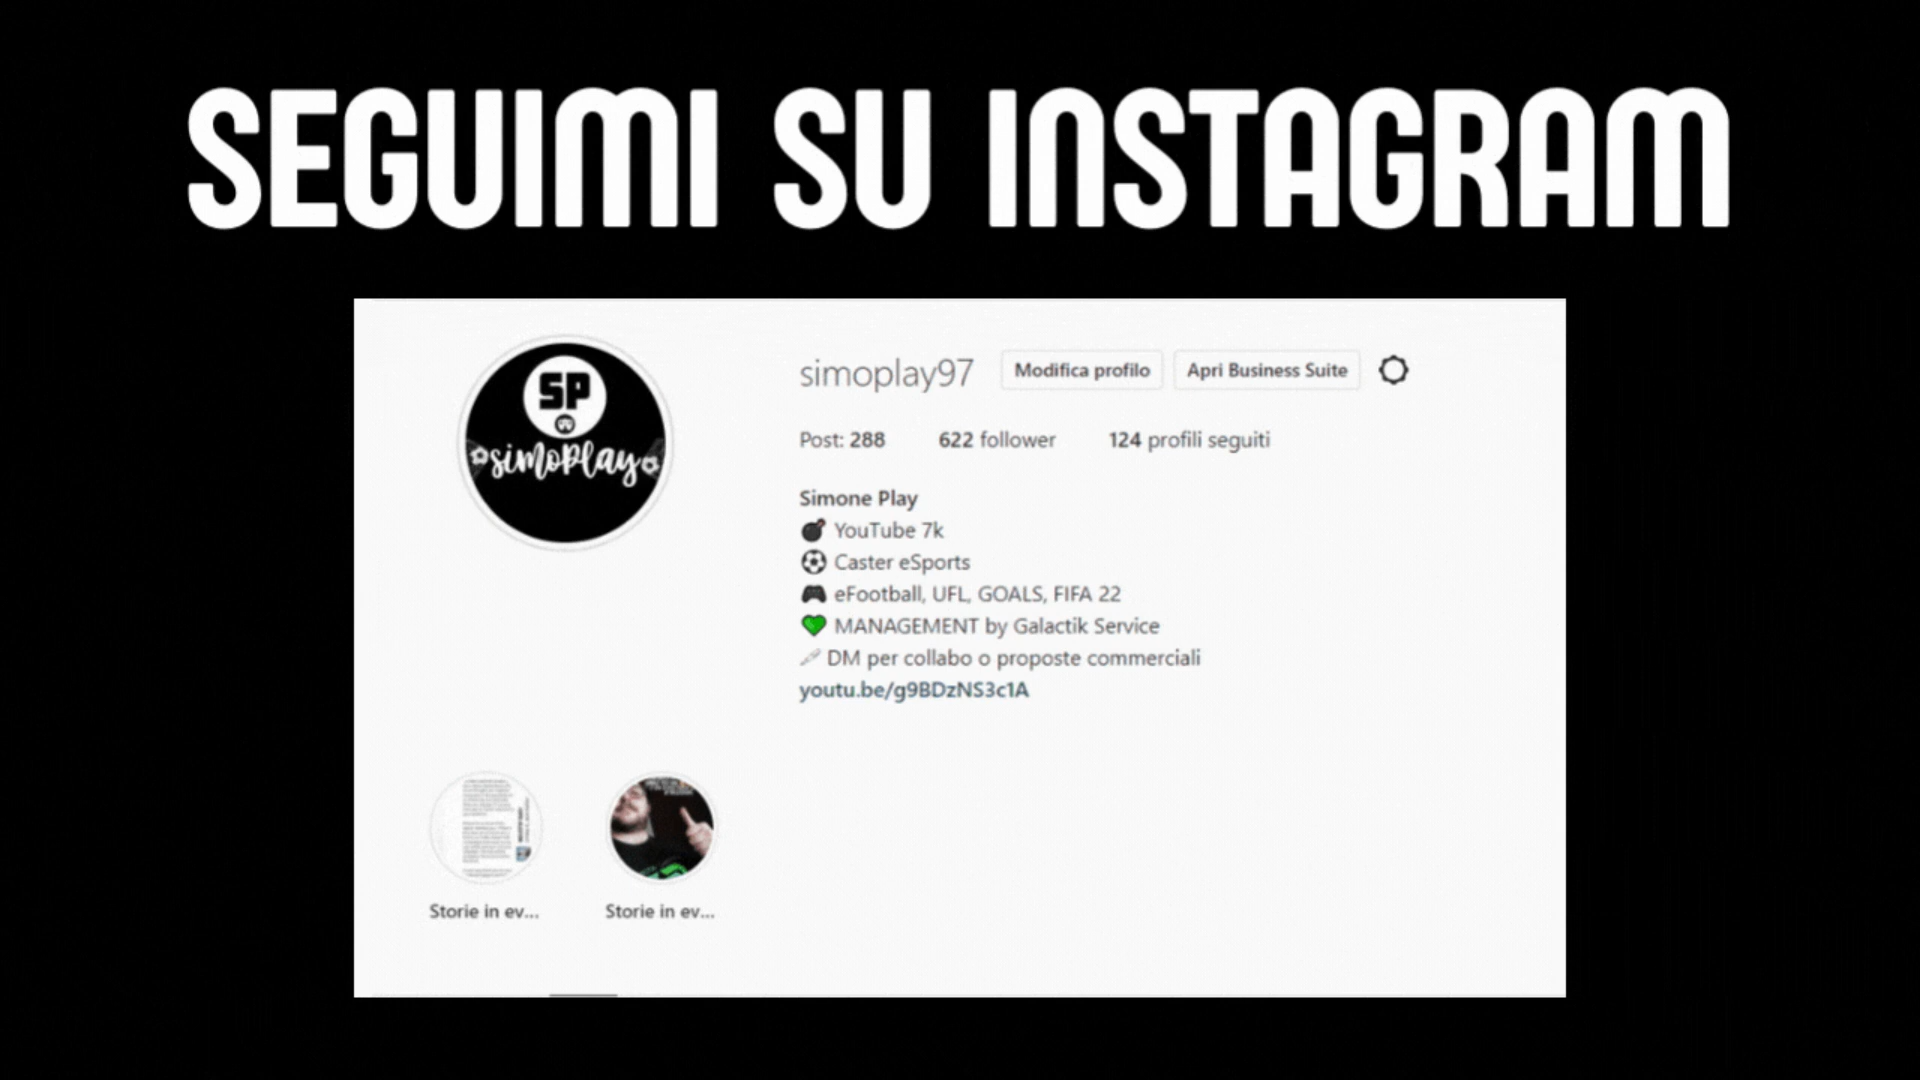 SEGUIMI SU INSTAGRAM
SP
simoplay
simoplay97 Modifica profilo Apri Business Suite
Post: 288 622 follower 124 profili seguiti
Simone Play
YouTube 7k
Caster eSports
eFootball, UFL, GOALS, FIFA 22
MANAGEMENT by Galactik Service
DM per collabo o proposte commerciali
youtu.be/g9BDzNS3c1A
Storie in ev... Storie in ev...